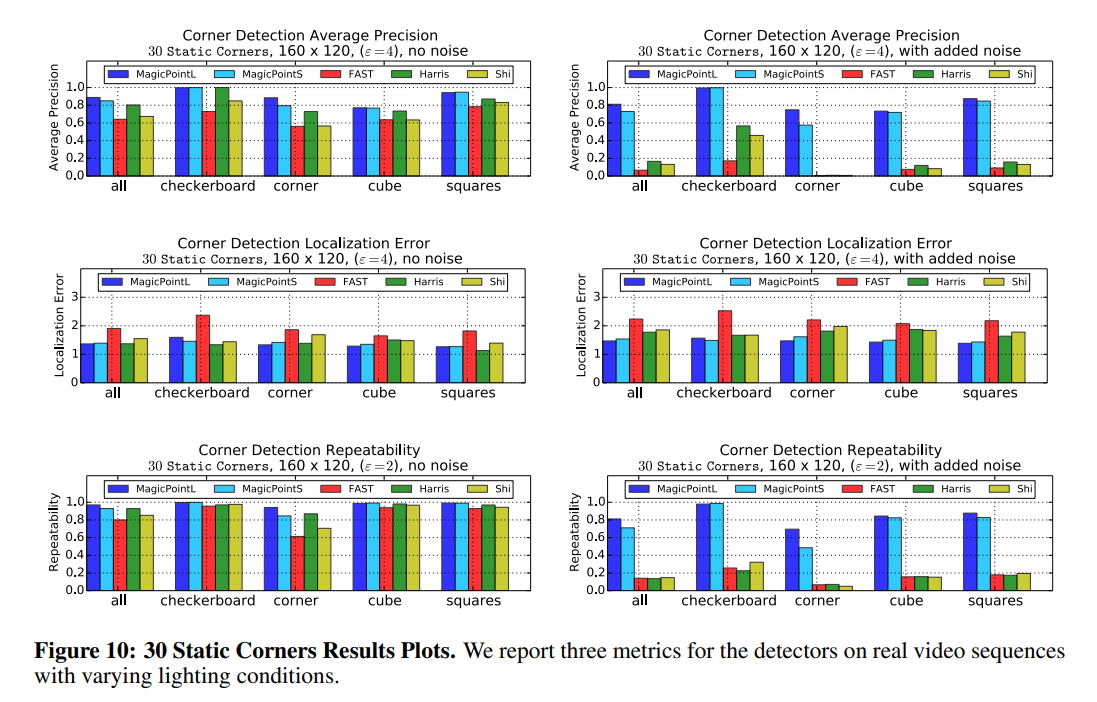 Corner Detection Average Precision
30 Static Corners, 160 x 120, (ε=4), no noise
MagicPointL MagicPointS FAST Harris Shi
Average Precision
1.0
0.8
0.6
0.4
0.2
0.0
all checkerboard corner cube squares
Corner Detection Average Precision
30 Static Corners, 160 x 120, (ε=4), with added noise
MagicPointL MagicPointS FAST Harris Shi
Average Precision
1.0
0.8
0.6
0.4
0.2
0.0
all checkerboard corner cube squares
Corner Detection Localization Error
30 Static Corners, 160 x 120, (ε=4), no noise
MagicPointL MagicPointS FAST Harris Shi
Localization Error
3
2
1
0
all checkerboard corner cube squares
Corner Detection Localization Error
30 Static Corners, 160 x 120, (ε=4), with added noise
MagicPointL MagicPointS FAST Harris Shi
Localization Error
3
2
1
0
all checkerboard corner cube squares
Corner Detection Repeatability
30 Static Corners, 160 x 120, (ε=2), no noise
MagicPointL MagicPointS FAST Harris Shi
Repeatability
1.0
0.8
0.6
0.4
0.2
0.0
all checkerboard corner cube squares
Corner Detection Repeatability
30 Static Corners, 160 x 120, (ε=2), with added noise
MagicPointL MagicPointS FAST Harris Shi
Repeatability
1.0
0.8
0.6
0.4
0.2
0.0
all checkerboard corner cube squares
Figure 10: 30 Static Corners Results Plots. We report three metrics for the detectors on real video sequences
with varying lighting conditions.